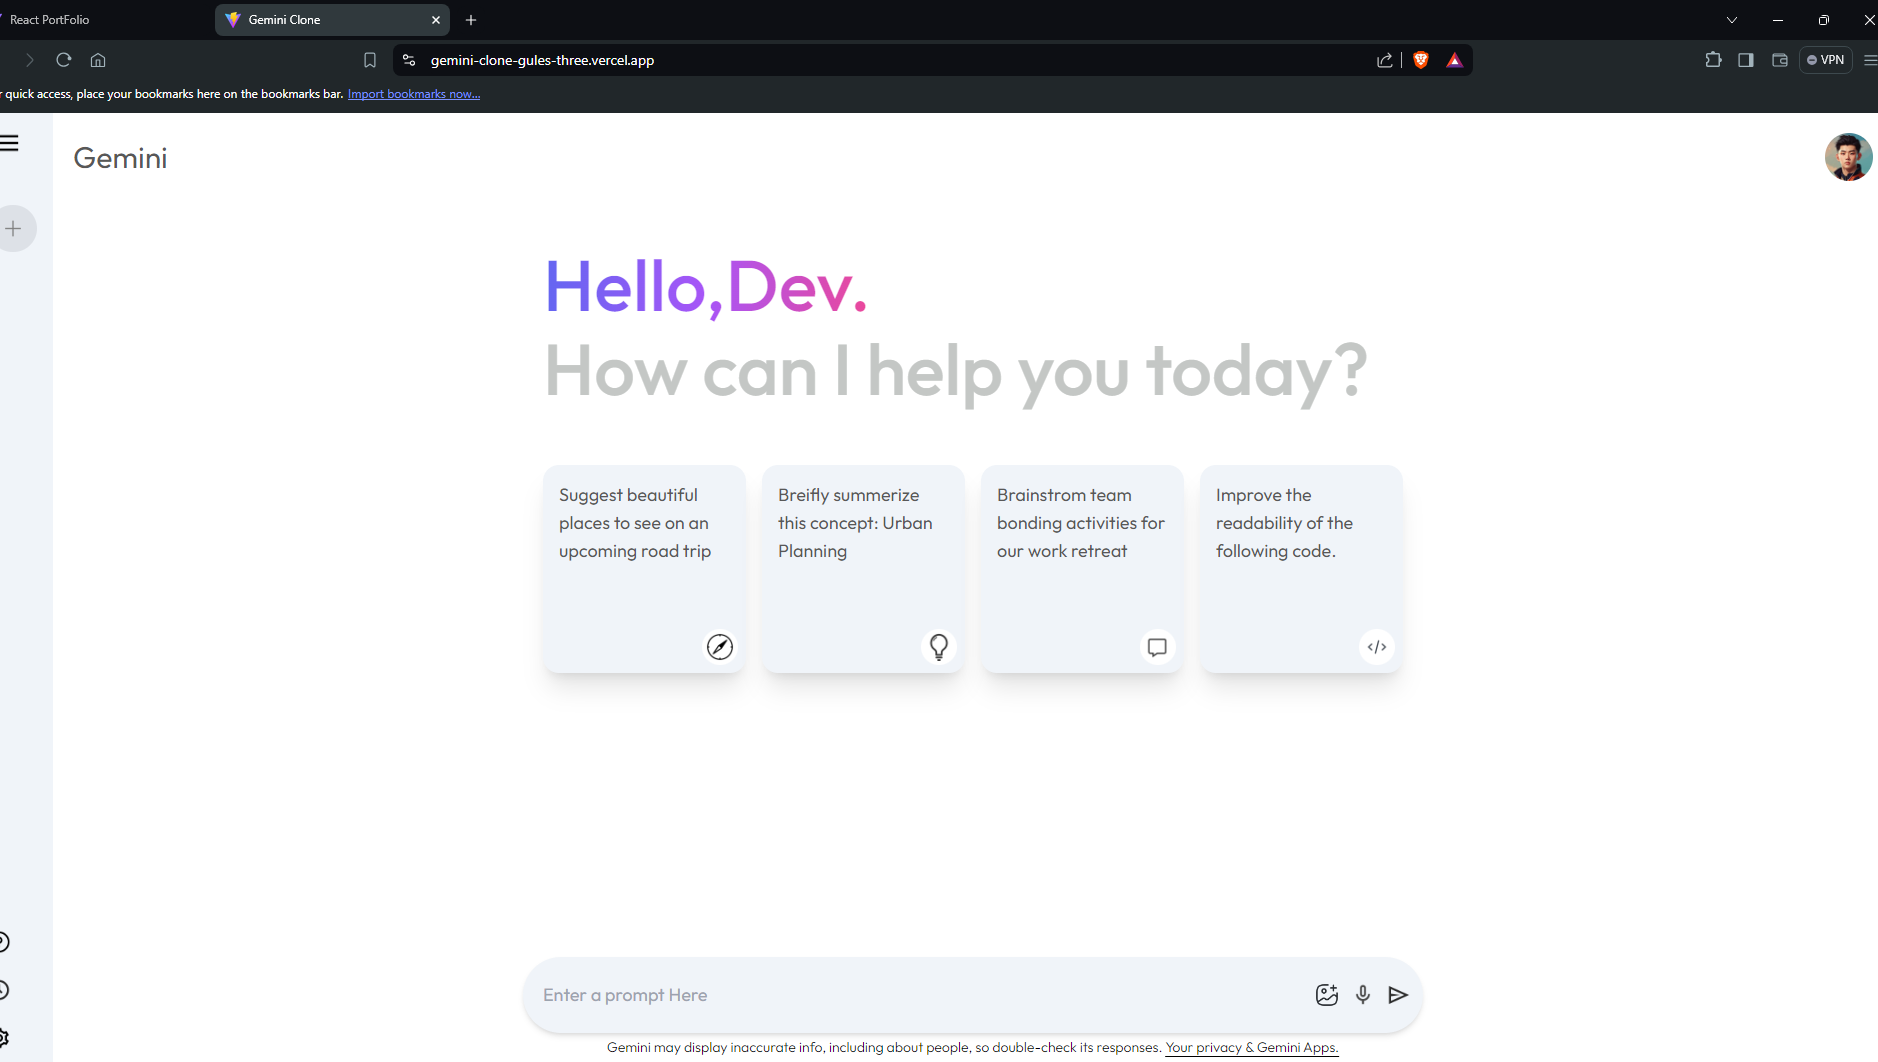 React PortFolio
Gemini Clone
gemini-clone-gules-three.vercel.app
VPN
quick access, place your bookmarks here on the bookmarks bar. Import bookmarks now...
Gemini
Hello,Dev.
How can I help you today?
Suggest beautiful
places to see on an
upcoming road trip
Breifly summerize
this concept: Urban
Planning
Brainstrom team
bonding activities for
our work retreat
Improve the
readability of the
following code.
Enter a prompt Here
Gemini may display inaccurate info, including about people, so double-check its responses. Your privacy & Gemini Apps.